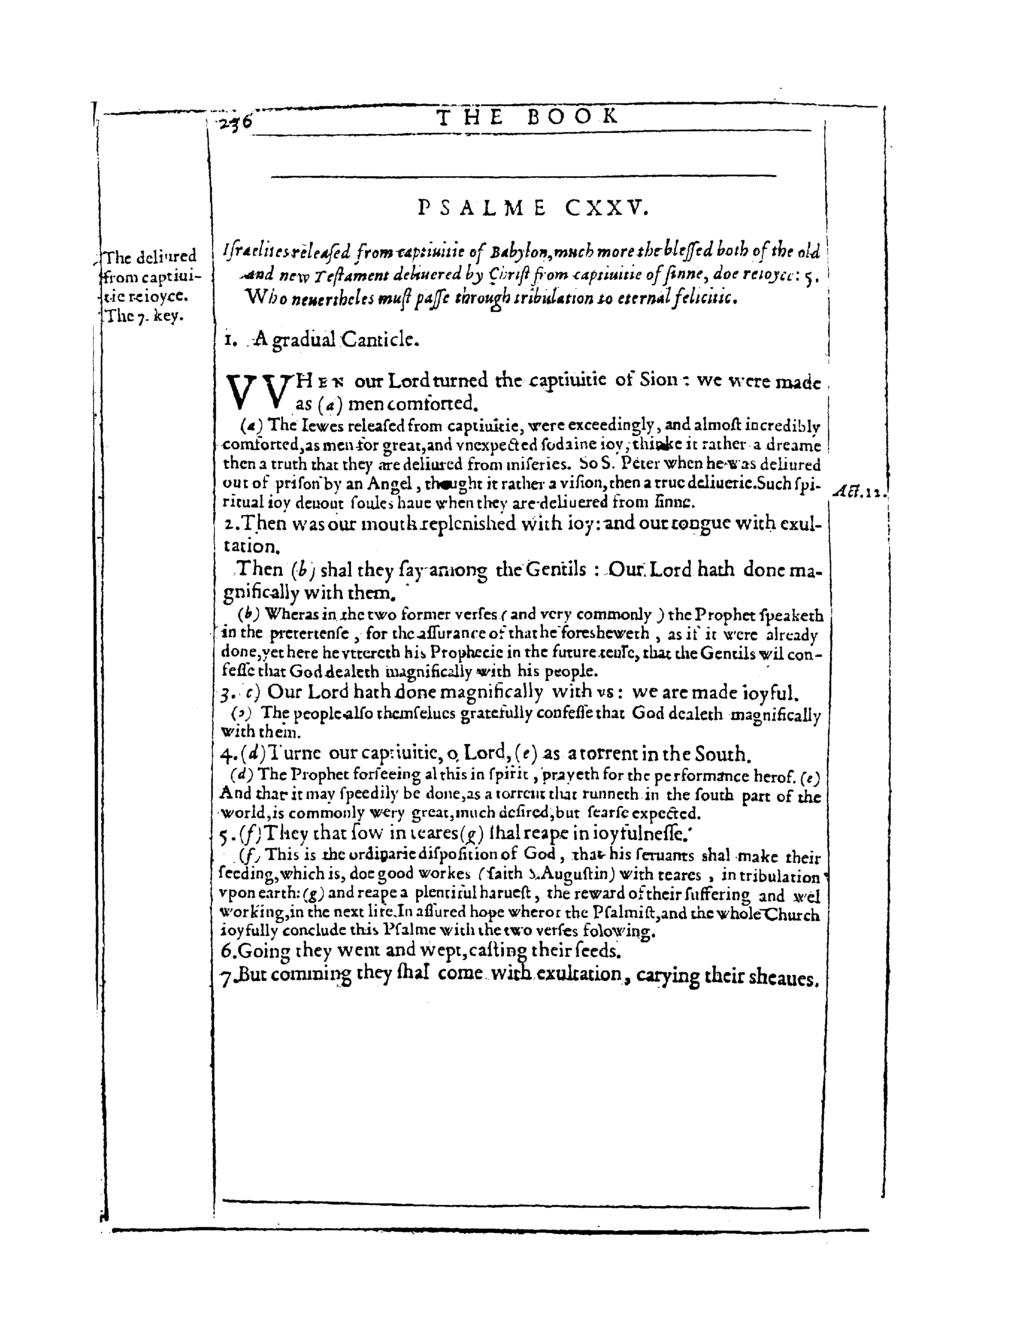 236 THE BOOK
PSALME CXXV.
The deliured
from captiui-
tie reioyce.
The 7. key.
Iſraelites releaſed from captiuitie of Babylon, much more the bleſſed both of the old
and new Teſtament deliuered by Chriſt from captiuitie of ſinne, doe reioyce: 5.
Who neuertheles muſt paſſe through tribulation to eternal felicitie.
1. A gradual Canticle.
VVHEN our Lord turned the captiuitie of Sion: we were made
as (a) men comforted.
(a) The Iewes releaſed from captiuitie, were exceedingly, and almoſt incredibly
comforted, as men for great, and vnexpected ſodaine ioy, thinke it rather a dreame
then a truth that they are deliured from miſeries. So S. Peter when he was deliured
out of priſon by an Angel, thought it rather a viſion, then a true deliuerie. Such ſpi-
Act. 12.
ritual ioy deuout ſoules haue when they are deliuered from ſinne.
2. Then was our mouth replenished with ioy: and our tongue with exul-
tation.
Then (b) shal they ſay among the Gentils: Our Lord hath done ma-
gnifically with them.
(b) Wheras in the two former verſes (and very commonly) the Prophet ſpeaketh
in the pretertenſe, for the aſſurance of that he foresheweth, as if it were already
done, yet here he vttereth his Prophecie in the future tenſe, that the Gentils wil con-
feſſe that God dealeth magnifically with his people.
3. c) Our Lord hath done magnifically with vs: we are made ioyful.
(c) The people alſo themſelues gratefully confeſſe that God dealeth magnifically
with them.
4. (d) Turne our captiuitie, o Lord, (e) as a torrent in the South.
(d) The Prophet forſeeing al this in ſpirit, prayeth for the performance herof. (e)
And that it may ſpeedily be done, as a torrent that runneth in the ſouth part of the
world, is commonly very great, much deſired, but ſearſe expected.
5. (f) They that ſow in teares (g) ſhal reape in ioyfulneſſe.
(f) This is the ordinarie diſpoſition of God, that his ſeruants shal make their
ſeeding, which is, doe good workes (ſaith S. Auguſtin) with teares, in tribulation
vpon earth: (g) and reape a plentiful harueſt, the reward of their ſuffering and wel
working, in the next life. In aſſured hope wherof the Pſalmiſt, and the whole Church
ioyfully conclude this Pſalme with the two verſes folowing.
6. Going they went and wept, caſting their ſeeds.
7 But comming they ſhal come with exultation, carying their sheaues.